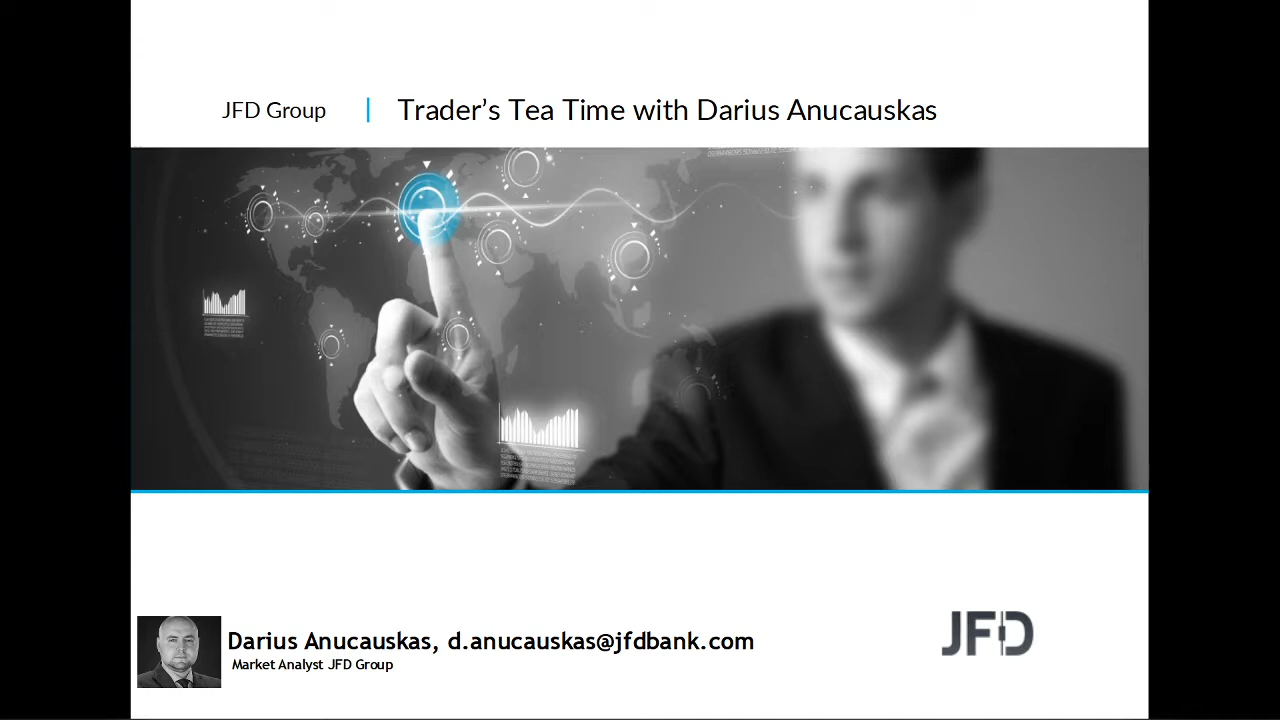 JFD Group | Trader’s Tea Time with Darius Anucauskas
Darius Anucauskas, d.anucauskas@jfdbank.com
Market Analyst JFD Group
JFD